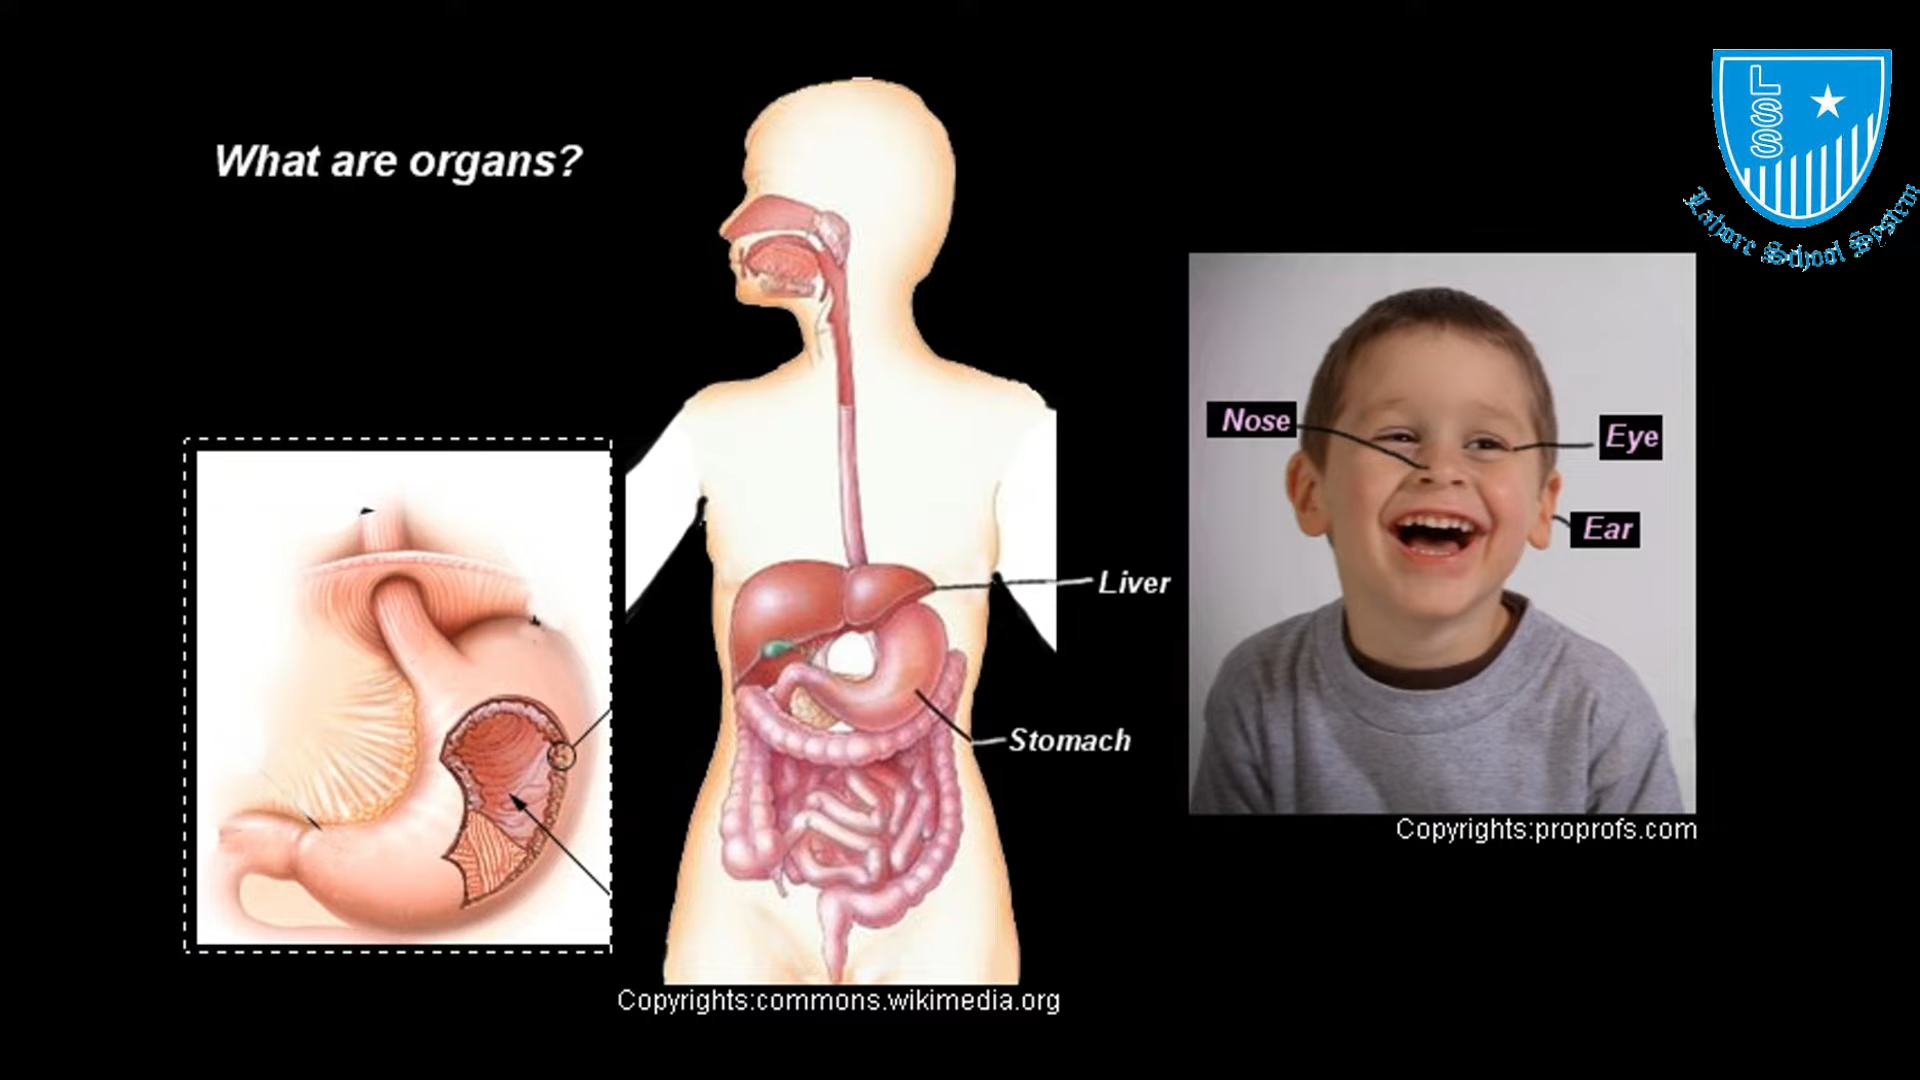 What are organs?
LSS
Lahore School System
Nose
Eye
Ear
Liver
Stomach
Copyrights:proprofs.com
Copyrights:commons.wikimedia.org